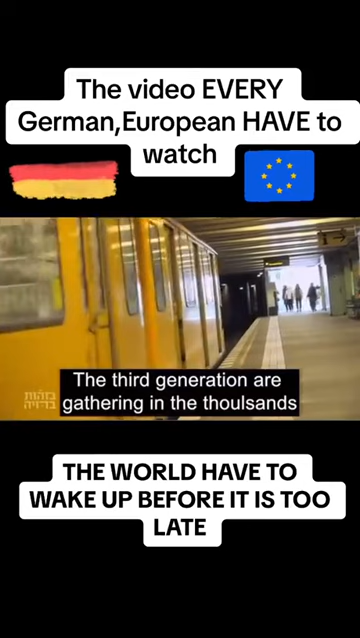 The video EVERY
German,European HAVE to
watch
The third generation are
gathering in the thoulsands
THE WORLD HAVE TO
WAKE UP BEFORE IT IS TOO
LATE